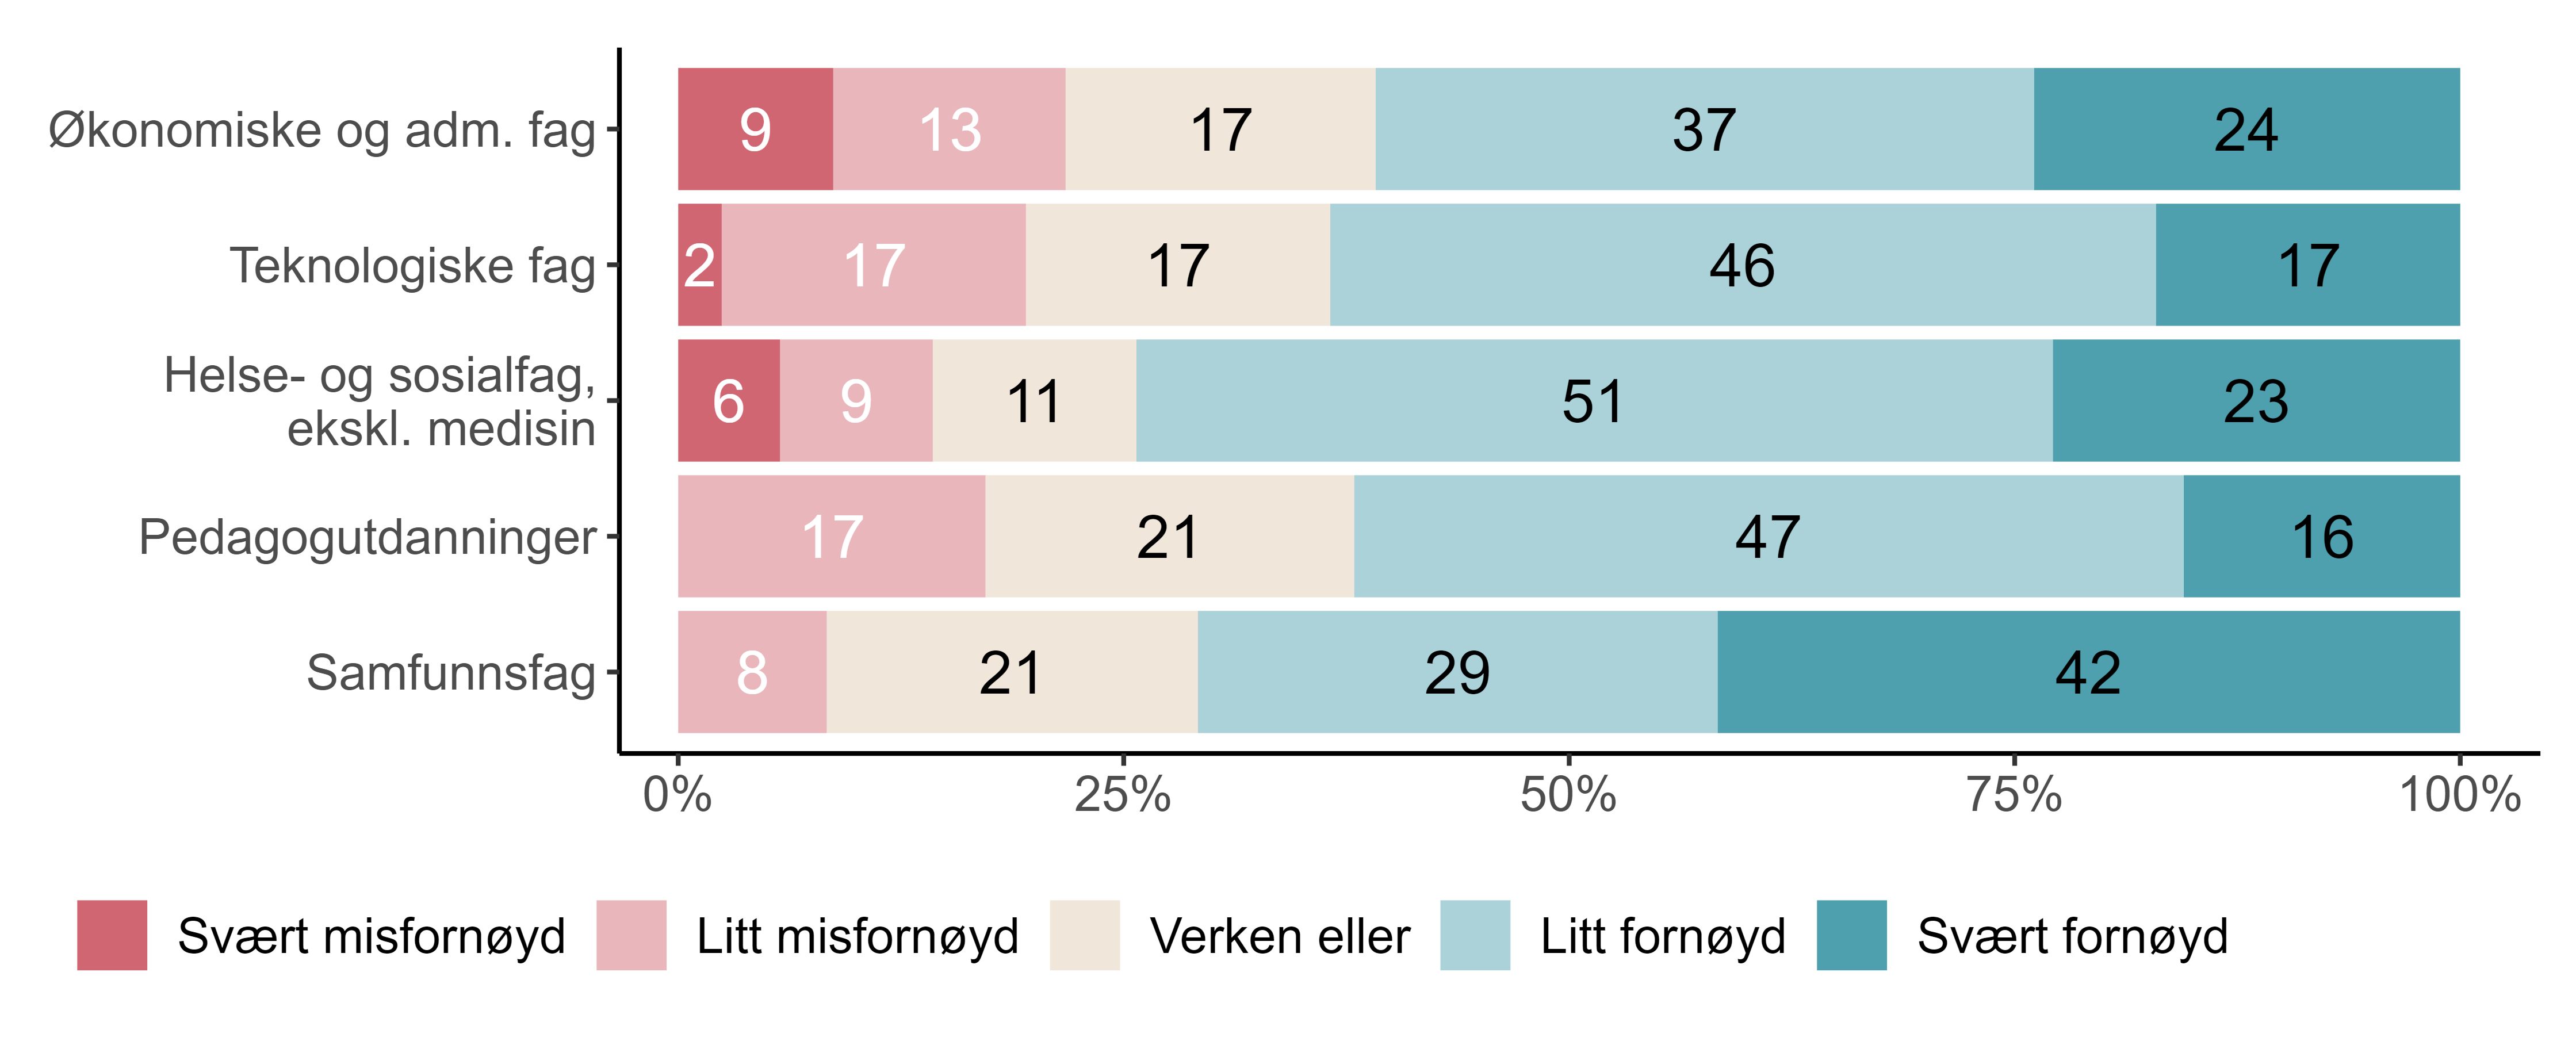 Økonomiske og adm. fag
9 13 17 37 24
Teknologiske fag
2 17 17 46 17
Helse- og sosialfag,
ekskl. medisin
6 9 11 51 23
Pedagogutdanninger
17 21 47 16
Samfunnsfag
8 21 29 42
0% 25% 50% 75% 100%
Svært misfornøyd Litt misfornøyd Verken eller Litt fornøyd Svært fornøyd